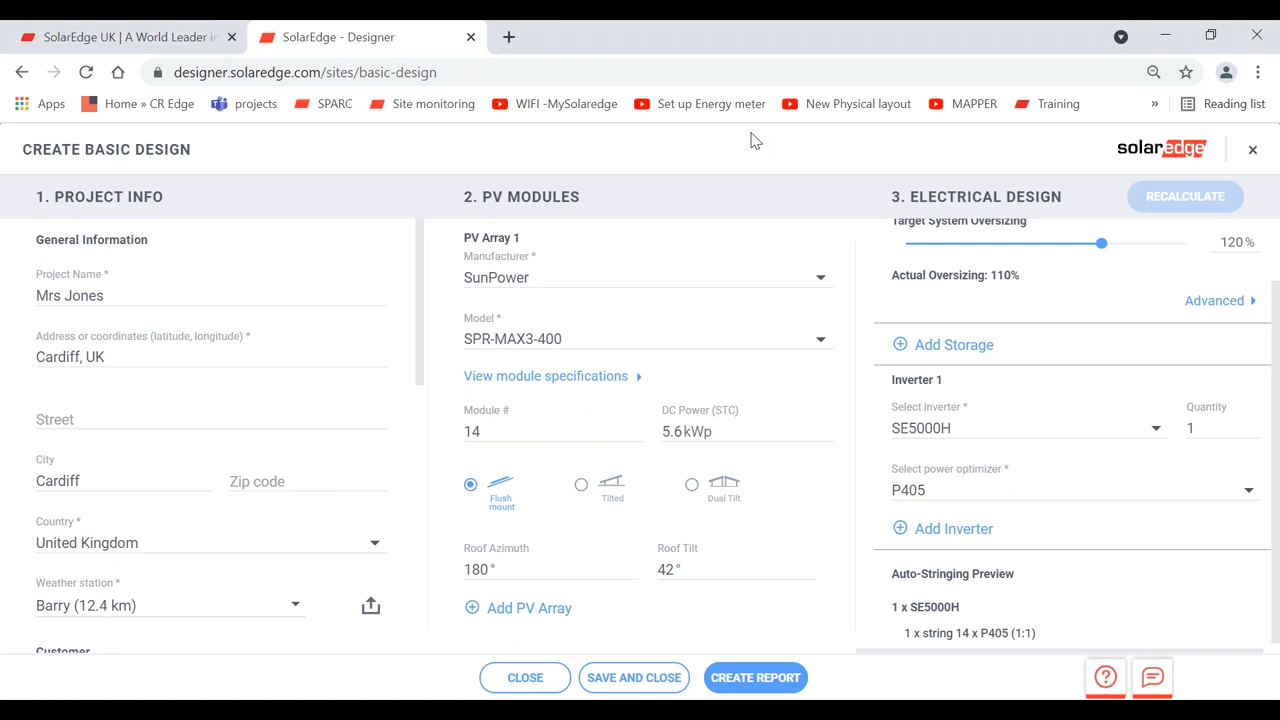 SolarEdge UK | A World Leader in
SolarEdge - Designer
designer.solaredge.com/sites/basic-design
Apps
Home » CR Edge
projects
SPARC
Site monitoring
WIFI -MySolaredge
Set up Energy meter
New Physical layout
MAPPER
Training
»
Reading list
CREATE BASIC DESIGN
solaredge
1. PROJECT INFO
General Information
Project Name *
Mrs Jones
Address or coordinates (latitude, longitude) *
Cardiff, UK
Street
City
Cardiff
Zip code
Country *
United Kingdom
Weather station *
Barry (12.4 km)
Customer
2. PV MODULES
PV Array 1
Manufacturer *
SunPower
Model *
SPR-MAX3-400
View module specifications
Module #
14
DC Power (STC)
5.6 kWp
Flush
mount
Tilted
Dual Tilt
Roof Azimuth
180°
Roof Tilt
42°
Add PV Array
3. ELECTRICAL DESIGN
RECALCULATE
Target System Oversizing
120 %
Actual Oversizing: 110%
Advanced
Add Storage
Inverter 1
Select inverter *
SE5000H
Quantity
1
Select power optimizer *
P405
Add Inverter
Auto-Stringing Preview
1 x SE5000H
1 x string 14 x P405 (1:1)
CLOSE
SAVE AND CLOSE
CREATE REPORT